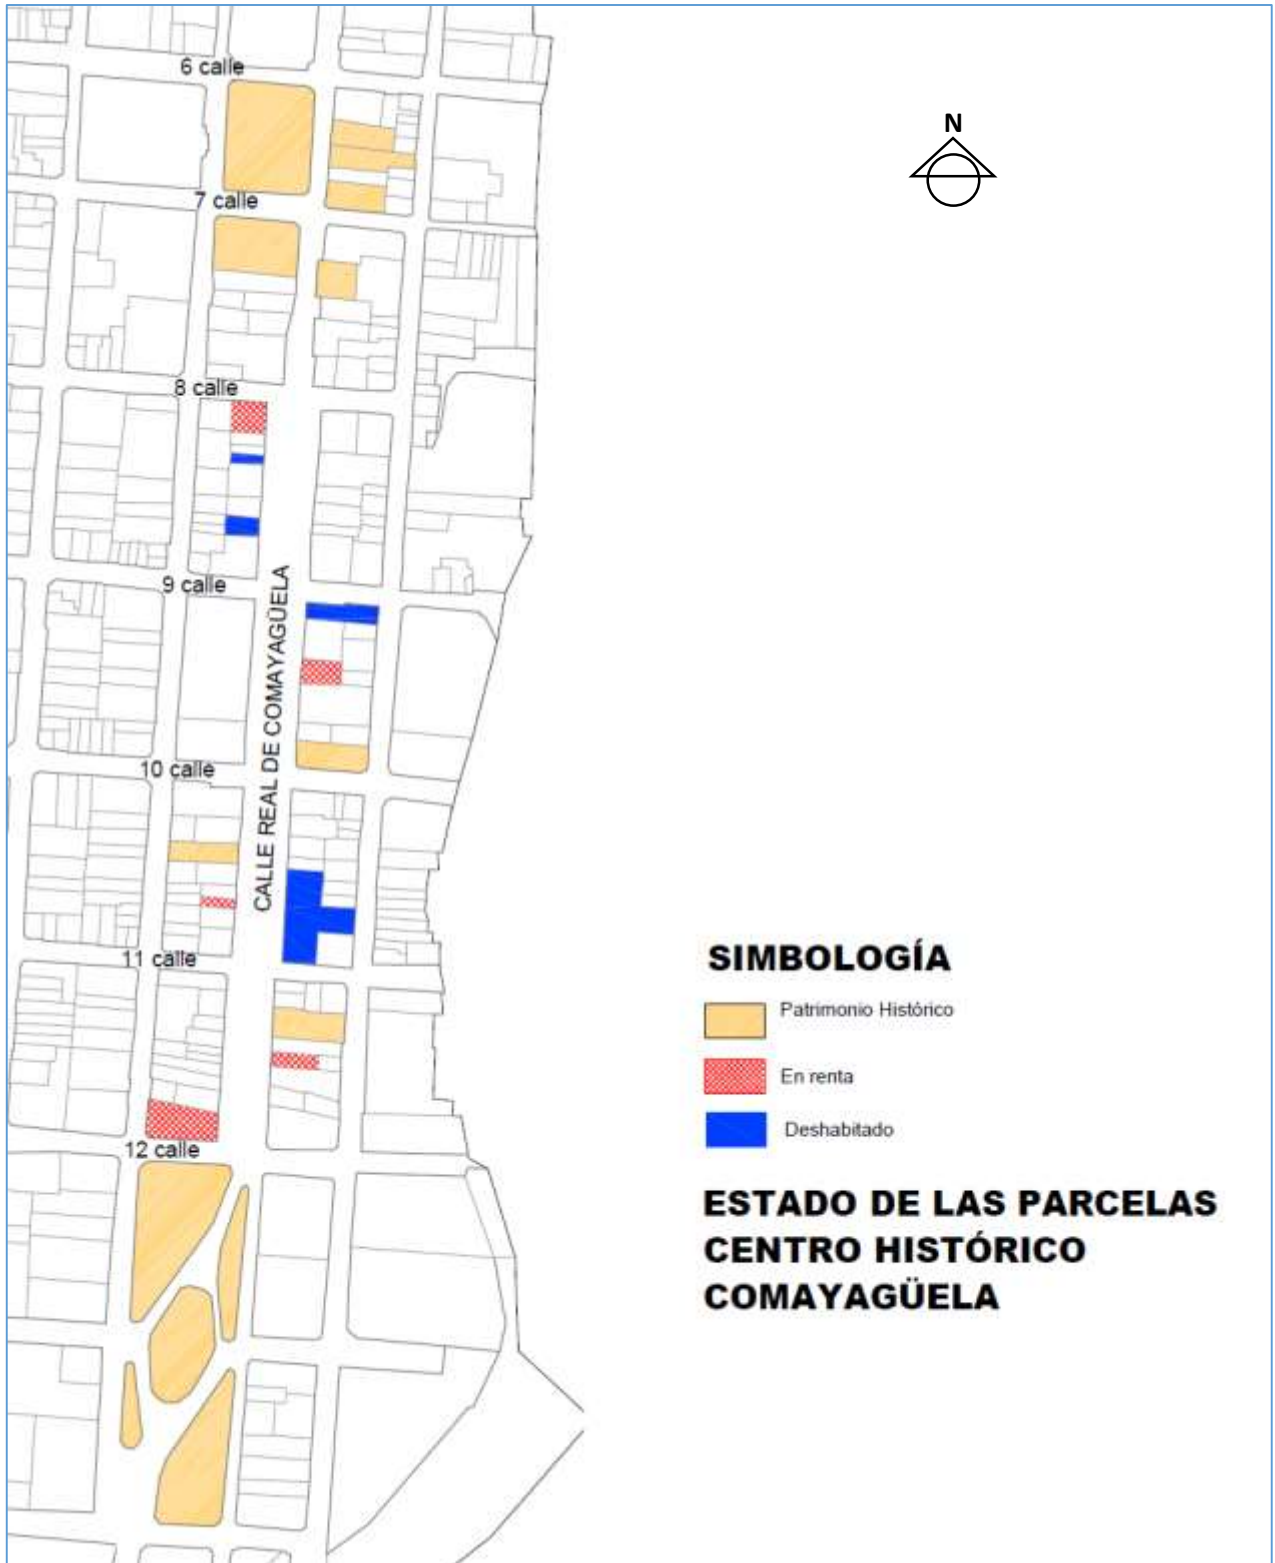 6 calle
N
7 calle
8 calle
9 calle
CALLE REAL DE COMAYAGÜELA
10 calle
11 calle
12 calle
SIMBOLOGÍA
Patrimonio Histórico
En renta
Deshabitado
ESTADO DE LAS PARCELAS
CENTRO HISTÓRICO
COMAYAGÜELA